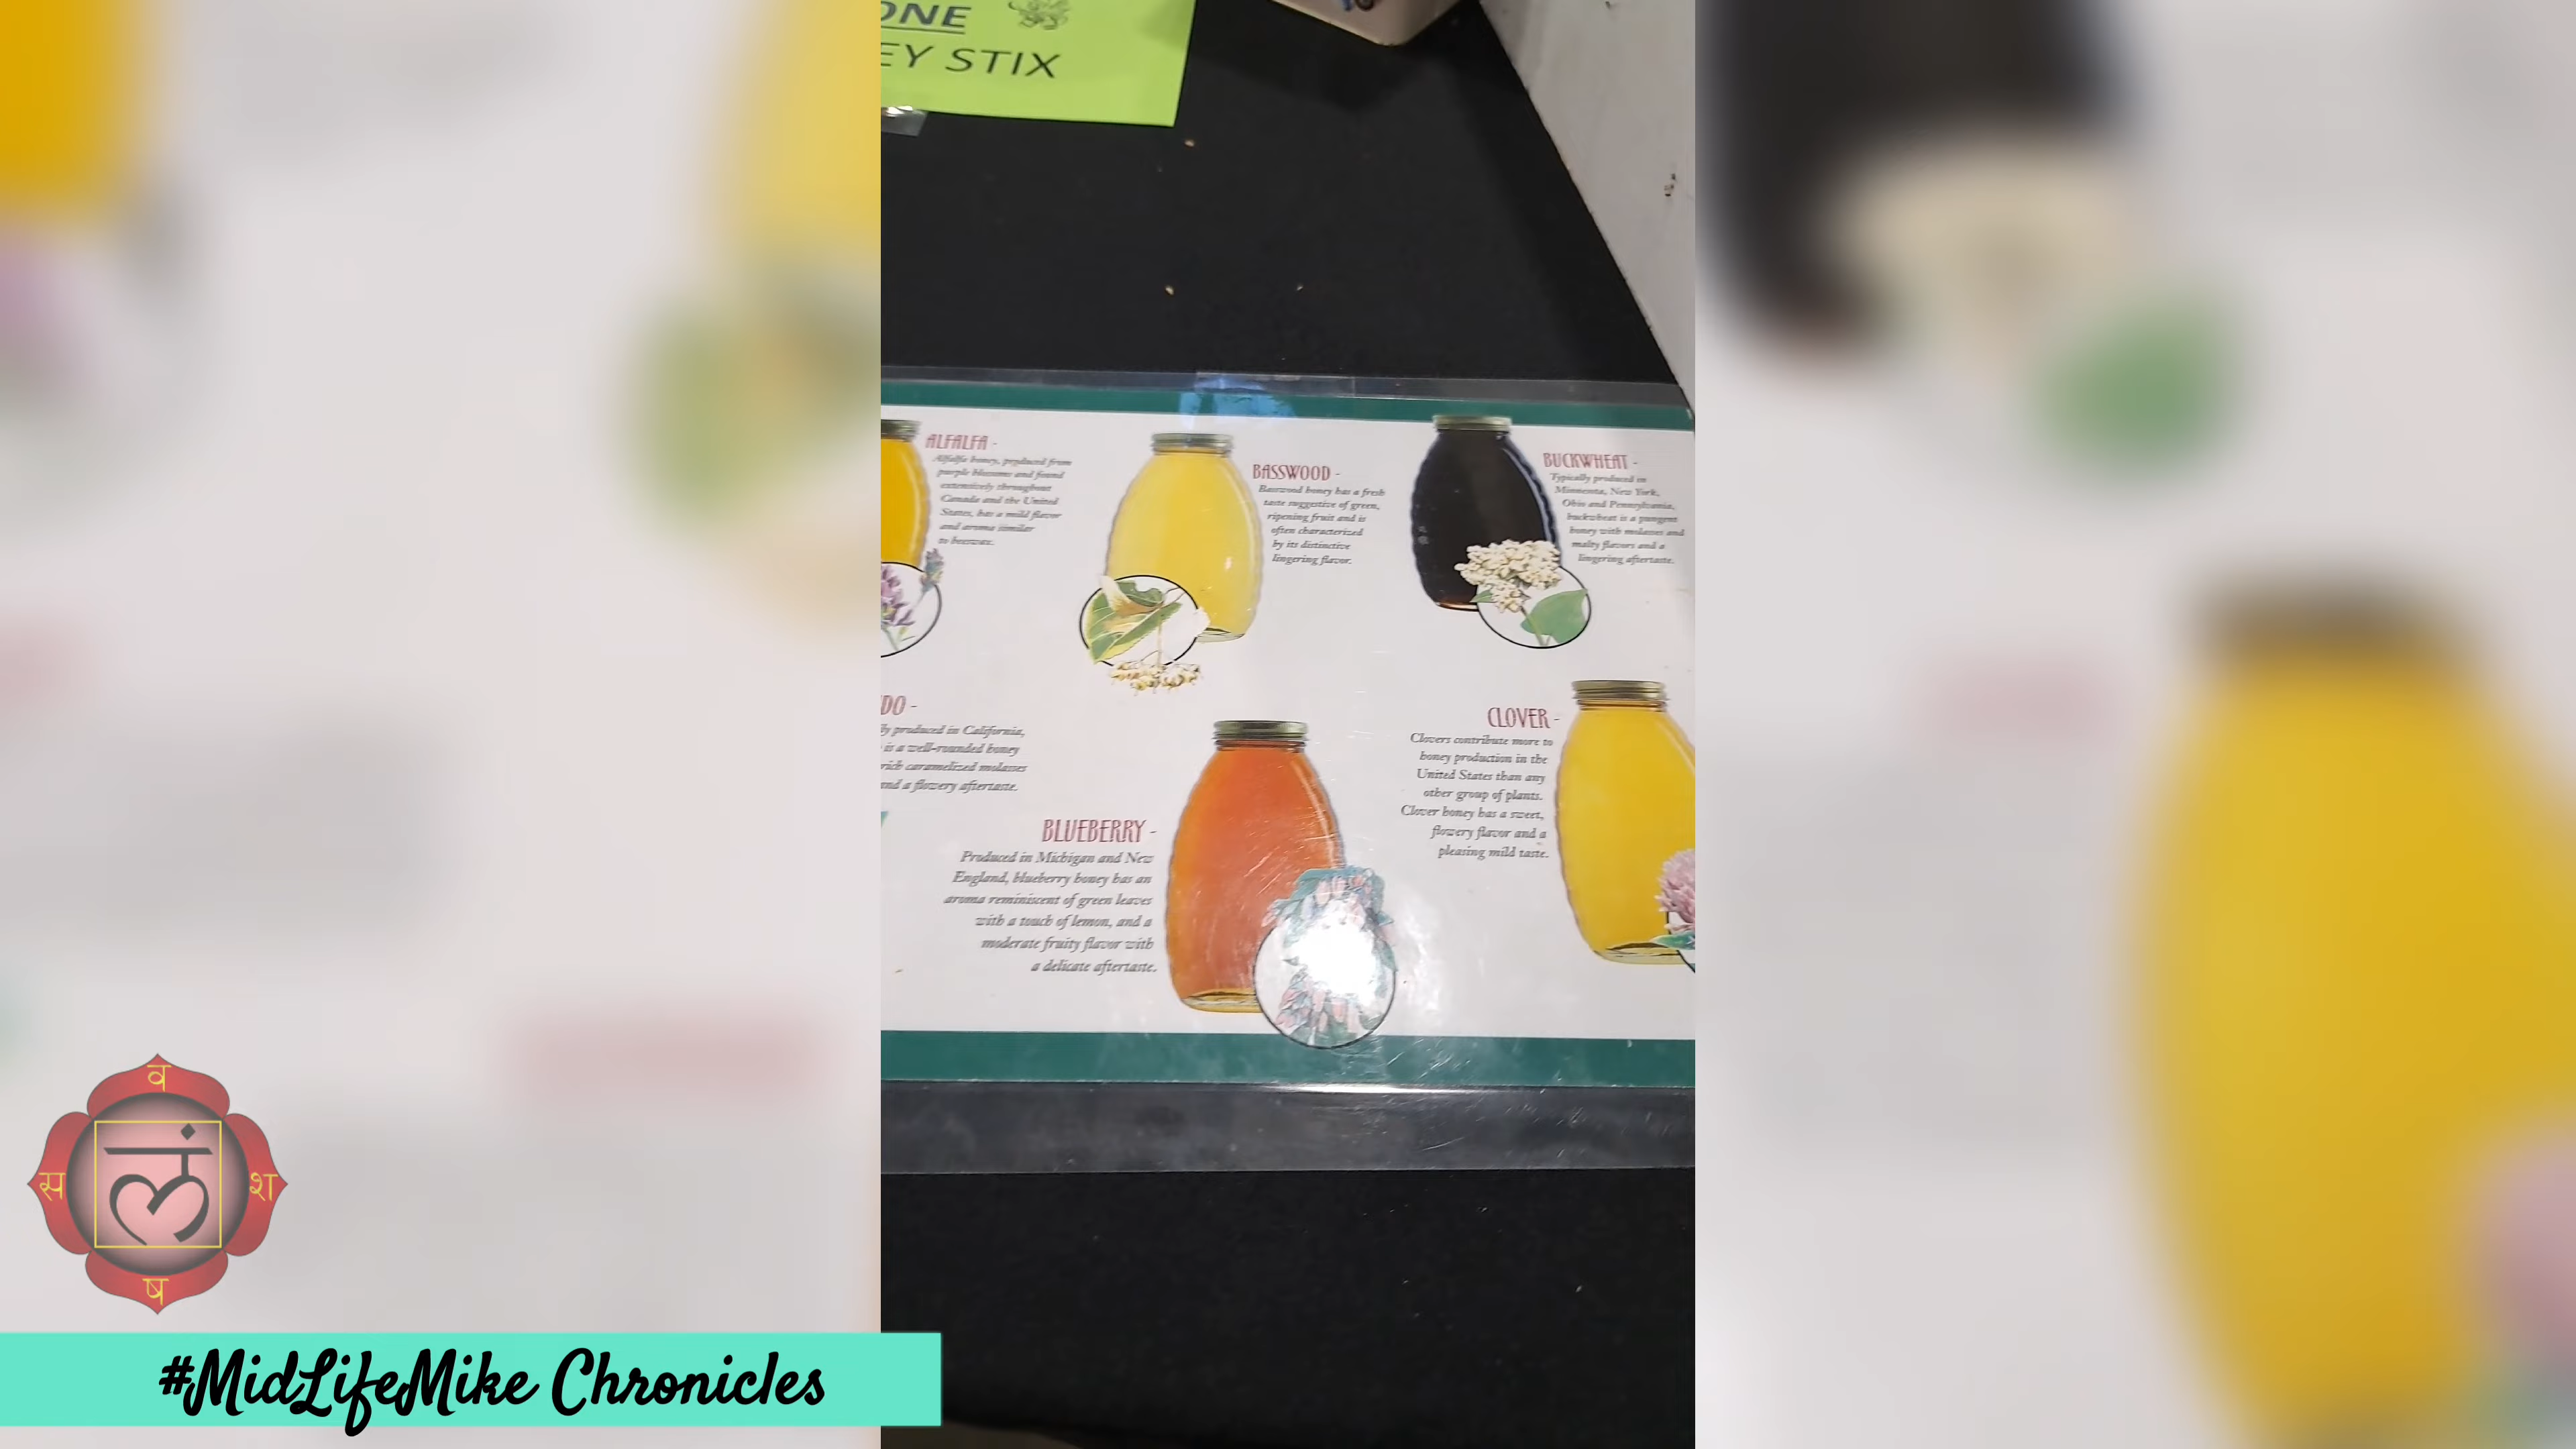 ONE
EY STIX
ALFALFA -
Alfalfa honey, produced from
purple blossoms and found
extensively throughout
Canada and the United
States, has a mild flavor
and aroma similar
to beeswax.
BASSWOOD -
Basswood honey has a fresh
taste suggestive of green,
ripening fruit and is
often characterized
by its distinctive
lingering flavor.
BUCKWHEAT -
Typically produced in
Minnesota, New York,
Ohio and Pennsylvania,
buckwheat is a pungent
honey with molasses and
malty flavors and a
lingering aftertaste.
DO -
ly produced in California,
is a well-rounded honey
rich caramelized molasses
and a flowery aftertaste.
BLUEBERRY -
Produced in Michigan and New
England, blueberry honey has an
aroma reminiscent of green leaves
with a touch of lemon, and a
moderate fruity flavor with
a delicate aftertaste.
CLOVER -
Clovers contribute more to
honey production in the
United States than any
other group of plants.
Clover honey has a sweet,
flowery flavor and a
pleasing mild taste.
व
स
लं
श
ष
#MidLifeMike Chronicles